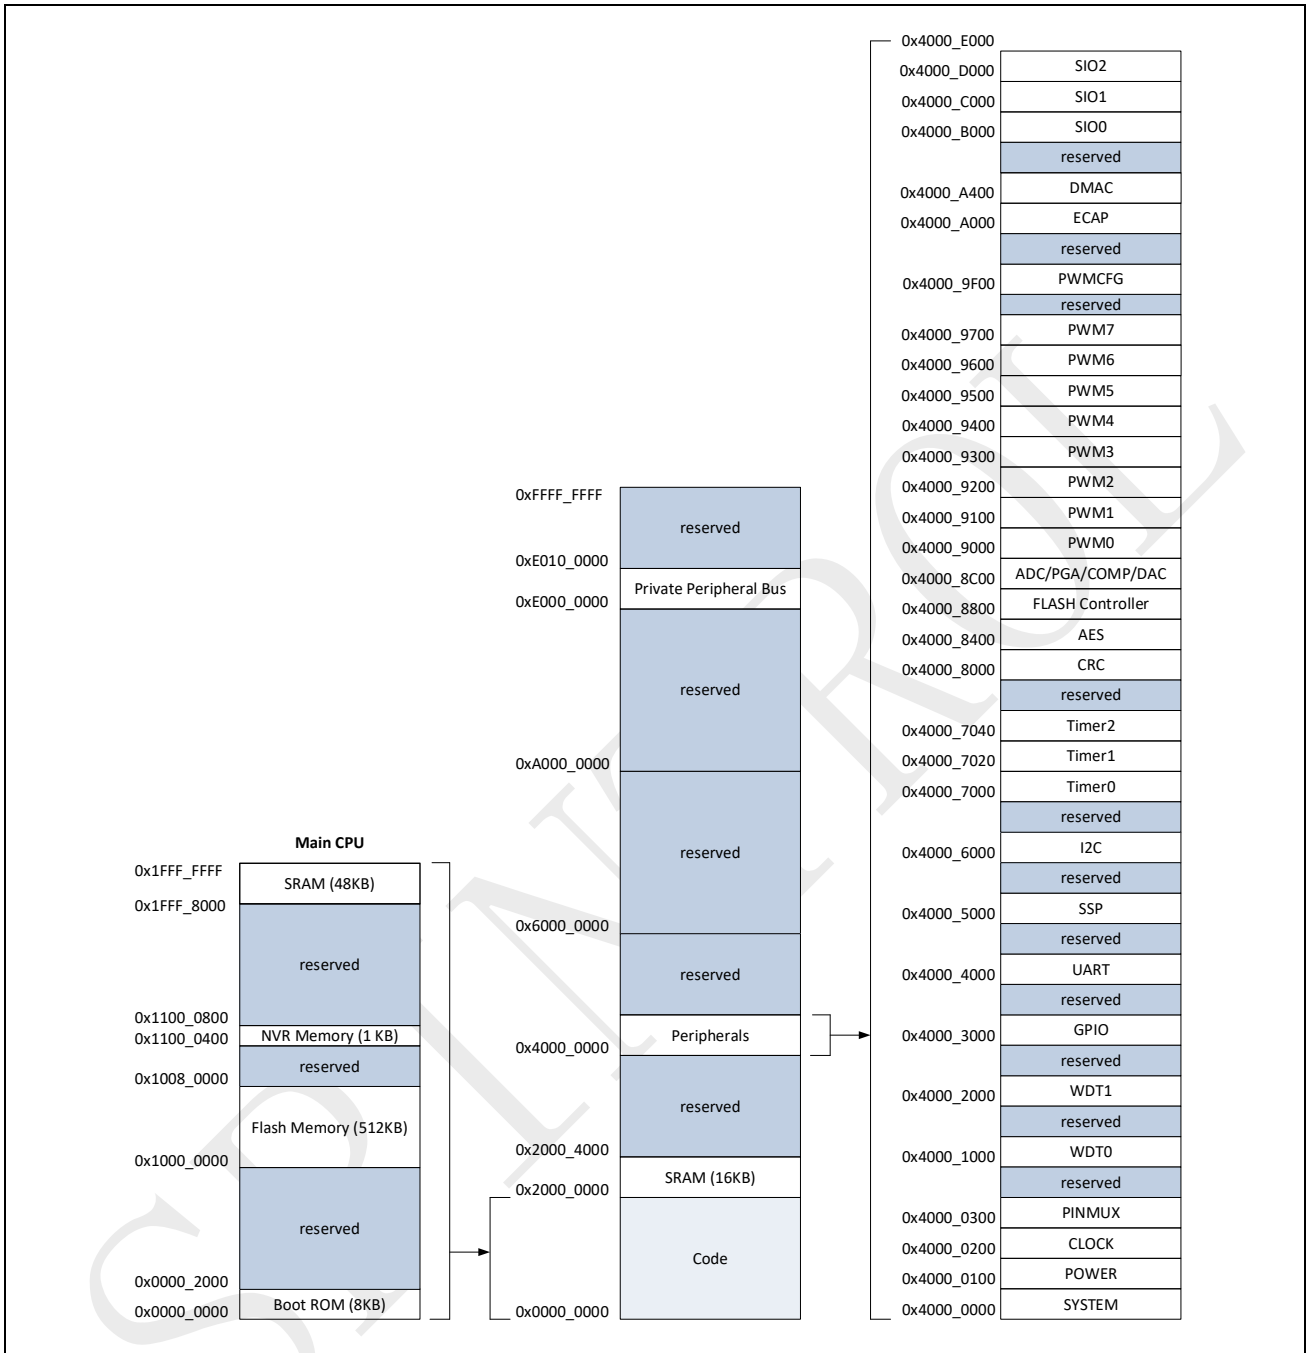 Main CPU
0x1FFF_FFFF
SRAM (48KB)
0x1FFF_8000
reserved
0x1100_0800
NVR Memory (1 KB)
0x1100_0400
reserved
0x1008_0000
Flash Memory (512KB)
0x1000_0000
reserved
0x0000_2000
Boot ROM (8KB)
0x0000_0000
0xFFFF_FFFF
reserved
0xE010_0000
Private Peripheral Bus
0xE000_0000
reserved
0xA000_0000
reserved
0x6000_0000
reserved
Peripherals
0x4000_0000
reserved
0x2000_4000
SRAM (16KB)
0x2000_0000
Code
0x0000_0000
0x4000_E000
SIO2
0x4000_D000
SIO1
0x4000_C000
SIO0
0x4000_B000
reserved
DMAC
0x4000_A400
ECAP
0x4000_A000
reserved
PWMCFG
0x4000_9F00
reserved
PWM7
0x4000_9700
PWM6
0x4000_9600
PWM5
0x4000_9500
PWM4
0x4000_9400
PWM3
0x4000_9300
PWM2
0x4000_9200
PWM1
0x4000_9100
PWM0
0x4000_9000
ADC/PGA/COMP/DAC
0x4000_8C00
FLASH Controller
0x4000_8800
AES
0x4000_8400
CRC
0x4000_8000
reserved
Timer2
0x4000_7040
Timer1
0x4000_7020
Timer0
0x4000_7000
reserved
I2C
0x4000_6000
reserved
SSP
0x4000_5000
reserved
UART
0x4000_4000
reserved
GPIO
0x4000_3000
reserved
WDT1
0x4000_2000
reserved
WDT0
0x4000_1000
reserved
PINMUX
0x4000_0300
CLOCK
0x4000_0200
POWER
0x4000_0100
SYSTEM
0x4000_0000
SPINTROL